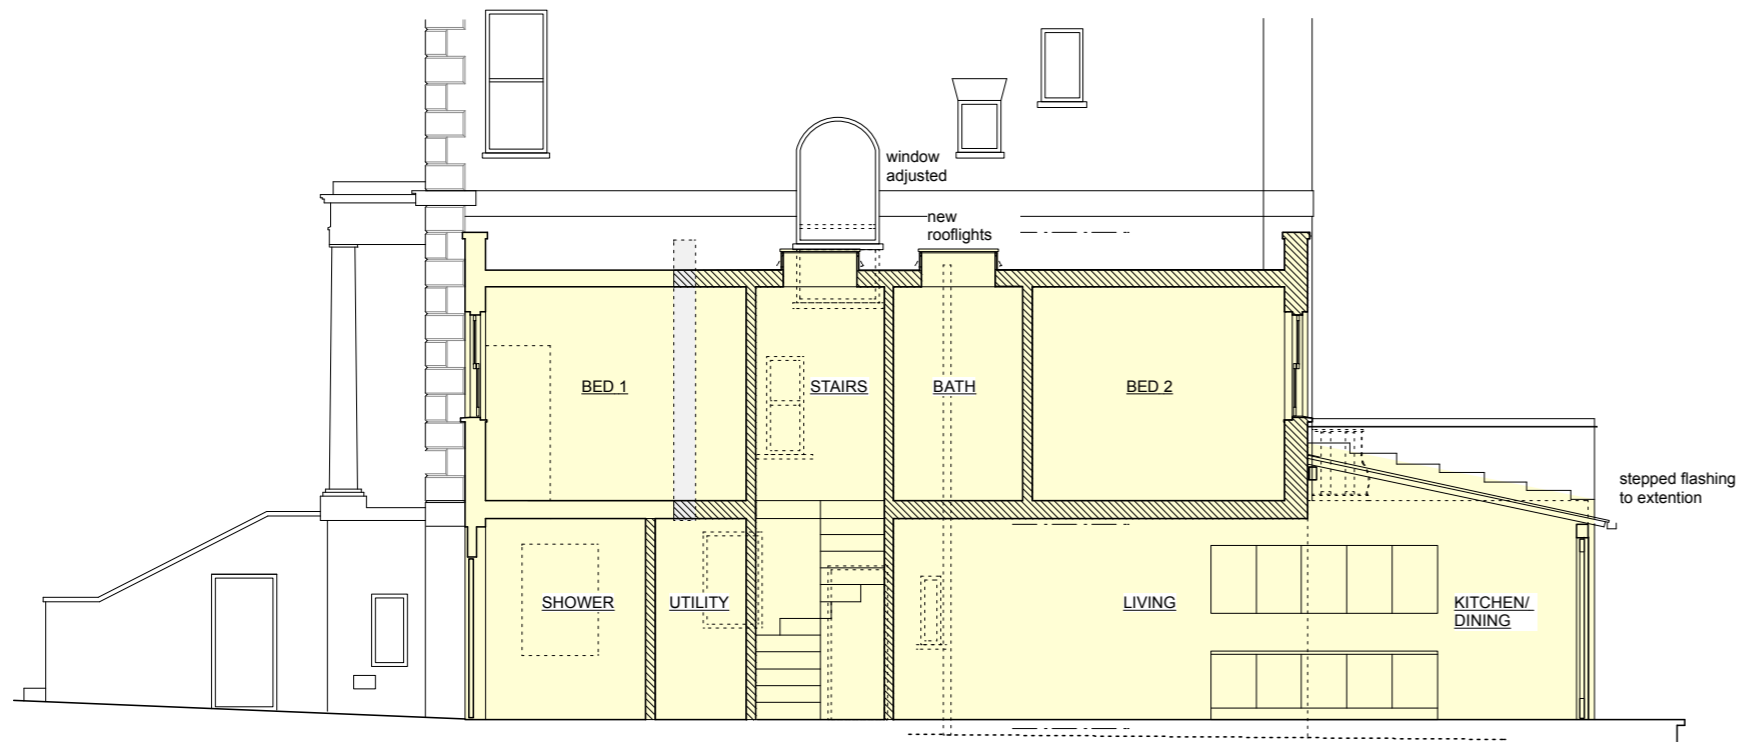 window
adjusted
new
rooflights
BED 1
STAIRS
BATH
BED 2
stepped flashing
to extention
SHOWER
UTILITY
LIVING
KITCHEN/
DINING